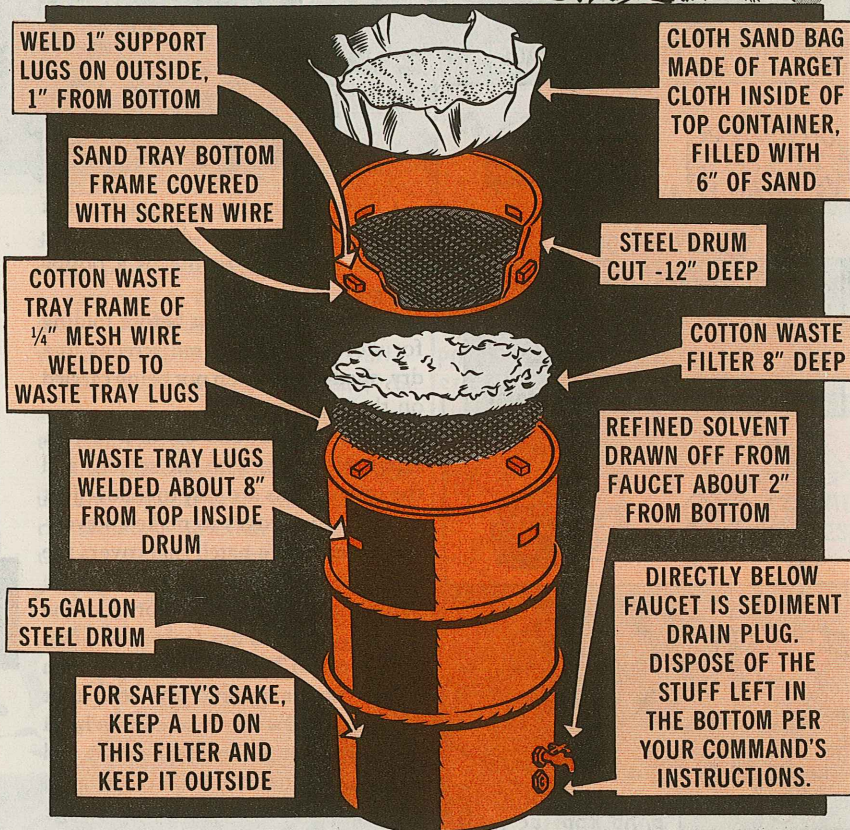 WELD 1" SUPPORT
LUGS ON OUTSIDE,
1" FROM BOTTOM
CLOTH SAND BAG
MADE OF TARGET
CLOTH INSIDE OF
TOP CONTAINER,
FILLED WITH
6" OF SAND
SAND TRAY BOTTOM
FRAME COVERED
WITH SCREEN WIRE
STEEL DRUM
CUT -12" DEEP
COTTON WASTE
TRAY FRAME OF
¼" MESH WIRE
WELDED TO
WASTE TRAY LUGS
COTTON WASTE
FILTER 8" DEEP
WASTE TRAY LUGS
WELDED ABOUT 8"
FROM TOP INSIDE
DRUM
REFINED SOLVENT
DRAWN OFF FROM
FAUCET ABOUT 2"
FROM BOTTOM
55 GALLON
STEEL DRUM
DIRECTLY BELOW
FAUCET IS SEDIMENT
DRAIN PLUG.
DISPOSE OF THE
STUFF LEFT IN
THE BOTTOM PER
YOUR COMMAND'S
INSTRUCTIONS.
FOR SAFETY'S SAKE,
KEEP A LID ON
THIS FILTER AND
KEEP IT OUTSIDE